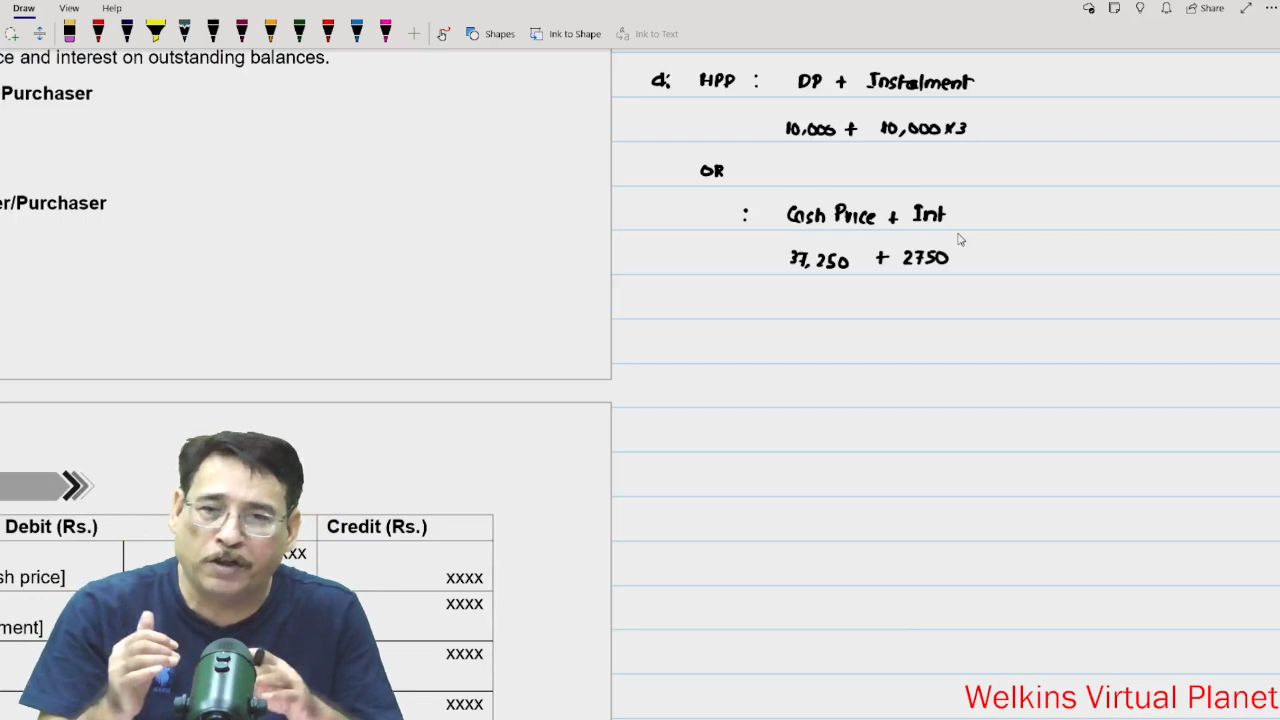 Draw View Help
Shapes Ink to Shape Ink to Text Share
ce and interest on outstanding balances.
/Purchaser
er/Purchaser
d: HPP : DP + Instalment
10,000 + 10,000 x 3
OR
: Cash Price + Int
37,250 + 2750
Debit (Rs.) Credit (Rs.)
xxx
sh price] xxxx
xxxx
ment]
xxxx
xxxx
Welkins Virtual Planet